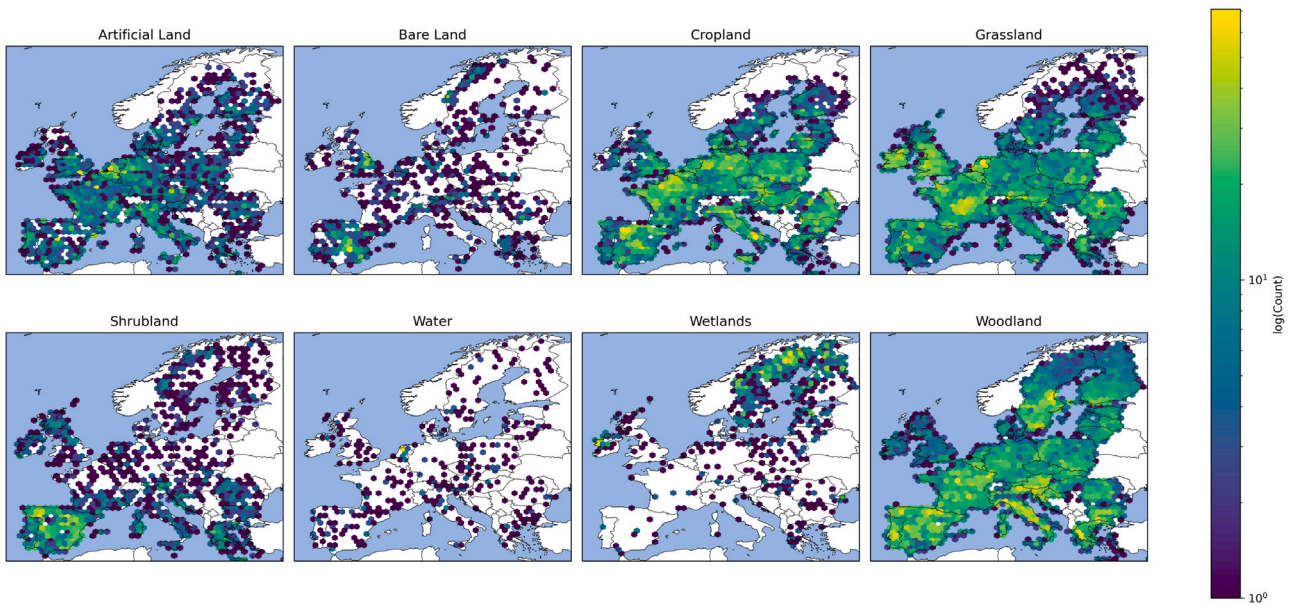 Artificial Land
Bare Land
Cropland
Grassland
Shrubland
Water
Wetlands
Woodland
10¹
log(Count)
10⁰